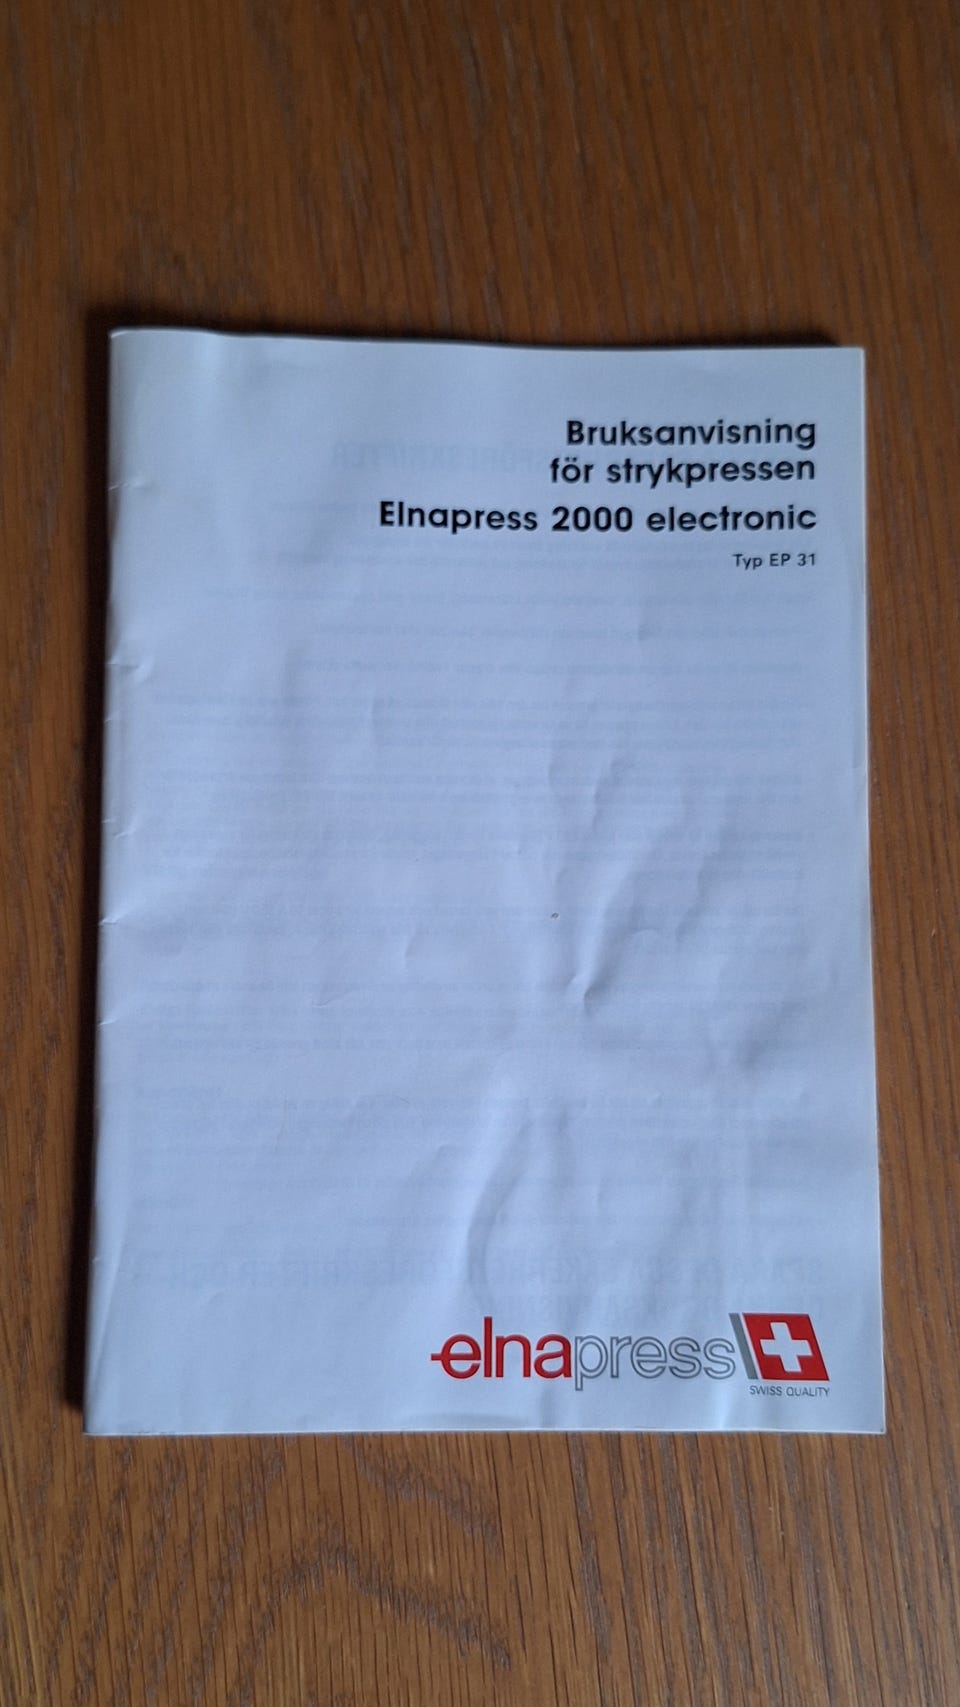 Bruksanvisning
för strykpressen
Elnapress 2000 electronic
Typ EP 31
elnapress
SWISS QUALITY